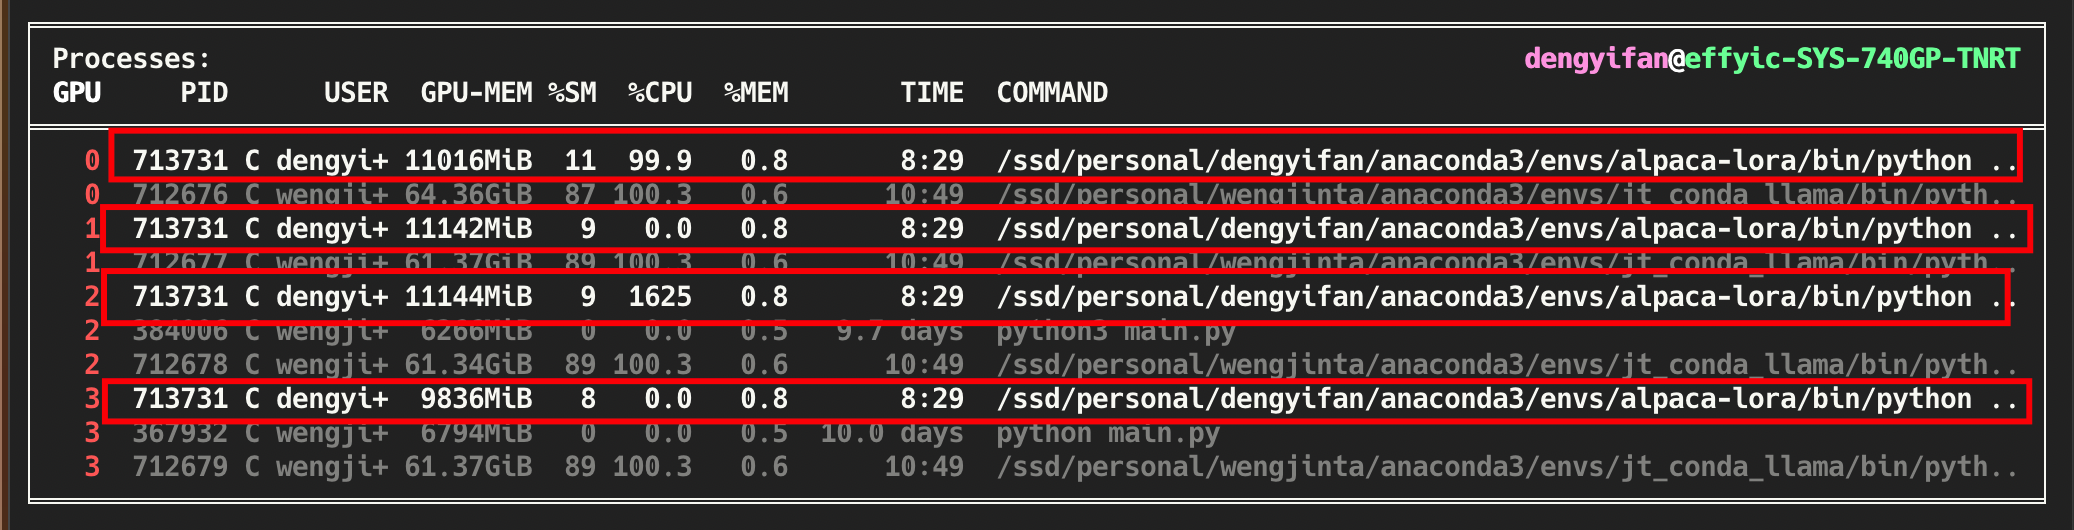 Processes: dengyifan@effyic-SYS-740GP-TNRT
GPU PID USER GPU-MEM %SM %CPU %MEM TIME COMMAND
0 713731 C dengyi+ 11016MiB 11 99.9 0.8 8:29 /ssd/personal/dengyifan/anaconda3/envs/alpaca-lora/bin/python ..
0 712676 C wengji+ 64.36GiB 87 100.3 0.6 10:49 /ssd/personal/wengjinta/anaconda3/envs/jt_conda_llama/bin/pyth..
1 713731 C dengyi+ 11142MiB 9 0.0 0.8 8:29 /ssd/personal/dengyifan/anaconda3/envs/alpaca-lora/bin/python ..
1 712677 C wengji+ 61.37GiB 89 100.3 0.6 10:49 /ssd/personal/wengjinta/anaconda3/envs/jt_conda_llama/bin/pyth..
2 713731 C dengyi+ 11144MiB 9 1625 0.8 8:29 /ssd/personal/dengyifan/anaconda3/envs/alpaca-lora/bin/python ..
2 384006 C wengji+ 6266MiB 0 0.0 0.5 9.7 days python3 main.py
2 712678 C wengji+ 61.34GiB 89 100.3 0.6 10:49 /ssd/personal/wengjinta/anaconda3/envs/jt_conda_llama/bin/pyth..
3 713731 C dengyi+ 9836MiB 8 0.0 0.8 8:29 /ssd/personal/dengyifan/anaconda3/envs/alpaca-lora/bin/python ..
3 367932 C wengji+ 6794MiB 0 0.0 0.5 10.0 days python main.py
3 712679 C wengji+ 61.37GiB 89 100.3 0.6 10:49 /ssd/personal/wengjinta/anaconda3/envs/jt_conda_llama/bin/pyth..